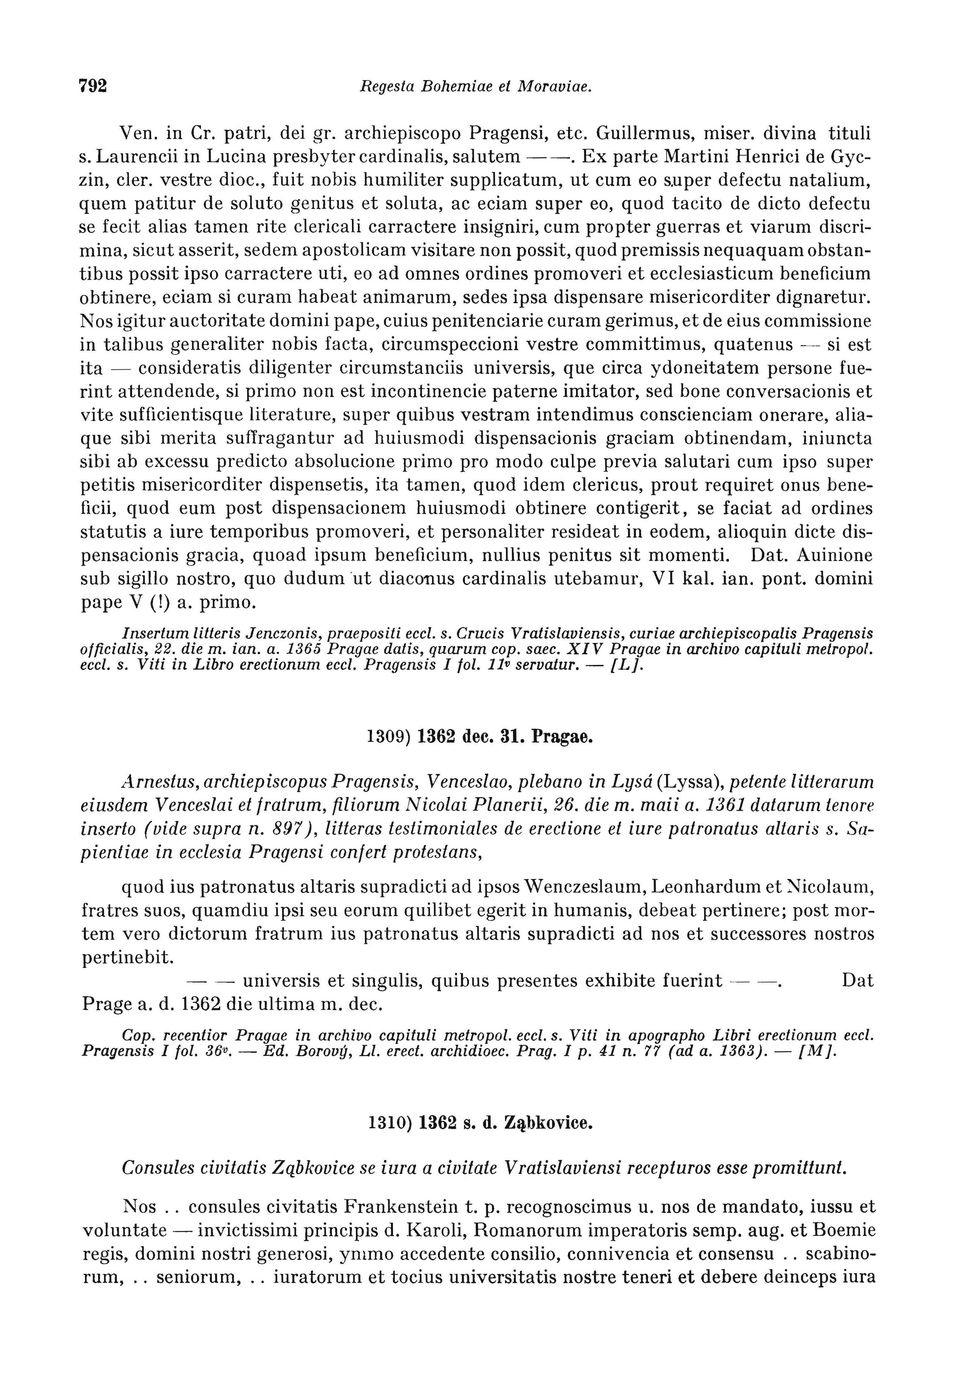 792 Regesta Bohemiae et Moraviae.
Ven. in Cr. patri, dei gr. archiepiscopo Pragensi, etc. Guillermus, miser. divina tituli
s. Laurencii in Lucina presbyter cardinalis, salutem — —. Ex parte Martini Henrici de Gyc-
zin, cler. vestre dioc., fuit nobis humiliter supplicatum, ut cum eo super defectu natalium,
quem patitur de soluto genitus et soluta, ac eciam super eo, quod tacito de dicto defectu
se fecit alias tamen rite clericali carractere insigniri, cum propter guerras et viarum discri-
mina, sicut asserit, sedem apostolicam visitare non possit, quod premissis nequaquam obstan-
tibus possit ipso carractere uti, eo ad omnes ordines promoveri et ecclesiasticum beneficium
obtinere, eciam si curam habeat animarum, sedes ipsa dispensare misericorditer dignaretur.
Nos igitur auctoritate domini pape, cuius penitenciarie curam gerimus, et de eius commissione
in talibus generaliter nobis facta, circumspeccioni vestre committimus, quatenus — si est
ita — consideratis diligenter circumstanciis universis, que circa ydoneitatem persone fue-
rint attendende, si primo non est incontinencie paterne imitator, sed bone conversacionis et
vite sufficientisque literature, super quibus vestram intendimus conscienciam onerare, alia-
que sibi merita suffragantur ad huiusmodi dispensacionis graciam obtinendam, iniuncta
sibi ab excessu predicto absolucione primo pro modo culpe previa salutari cum ipso super
petitis misericorditer dispensetis, ita tamen, quod idem clericus, prout requiret onus bene-
ficii, quod eum post dispensacionem huiusmodi obtinere contigerit, se faciat ad ordines
statutis a iure temporibus promoveri, et personaliter resideat in eodem, alioquin dicte dis-
pensacionis gracia, quoad ipsum beneficium, nullius penitus sit momenti. Dat. Auinione
sub sigillo nostro, quo dudum ut diaconus cardinalis utebamur, VI kal. ian. pont. domini
pape V (!) a. primo.
Insertum litteris Jenczonis, praepositi eccl. s. Crucis Vratislaviensis, curiae archiepiscopalis Pragensis
officialis, 22. die m. ian. a. 1365 Pragae datis, quarum cop. saec. XIV Pragae in archivo capituli metropol.
eccl. s. Viti in Libro erectionum eccl. Pragensis I fol. 11v servatur. — [L].
1309) 1362 dec. 31. Pragae.
Arnestus, archiepiscopus Pragensis, Venceslao, plebano in Lysá (Lyssa), petente litterarum
eiusdem Venceslai et fratrum, filiorum Nicolai Planerii, 26. die m. maii a. 1361 datarum tenore
inserto (vide supra n. 897), litteras testimoniales de erectione et iure patronatus altaris s. Sa-
pientiae in ecclesia Pragensi confert protestans,
quod ius patronatus altaris supradicti ad ipsos Wenczeslaum, Leonhardum et Nicolaum,
fratres suos, quamdiu ipsi seu eorum quilibet egerit in humanis, debeat pertinere; post mor-
tem vero dictorum fratrum ius patronatus altaris supradicti ad nos et successores nostros
pertinebit.
— — universis et singulis, quibus presentes exhibite fuerint — —. Dat
Prage a. d. 1362 die ultima m. dec.
Cop. recentior Pragae in archivo capituli metropol. eccl. s. Viti in apographo Libri erectionum eccl.
Pragensis I fol. 36v. — Ed. Borový, Ll. erect. archidioec. Prag. I p. 41 n. 77 (ad a. 1363). — [M].
1310) 1362 s. d. Ząbkovice.
Consules civitatis Ząbkovice se iura a civitate Vratislaviensi recepturos esse promittunt.
Nos . . consules civitatis Frankenstein t. p. recognoscimus u. nos de mandato, iussu et
voluntate — invictissimi principis d. Karoli, Romanorum imperatoris semp. aug. et Boemie
regis, domini nostri generosi, ymmo accedente consilio, connivencia et consensu . . scabino-
rum, . . seniorum, . . iuratorum et tocius universitatis nostre teneri et debere deinceps iura